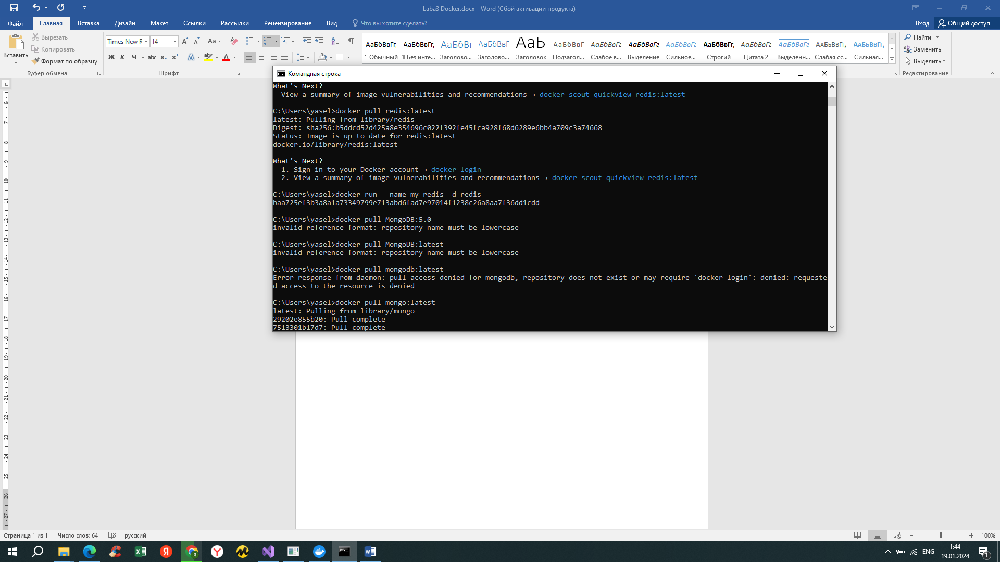 Laba3 Docker.docx - Word (Сбой активации продукта)
Файл
Главная
Вставка
Дизайн
Макет
Ссылки
Рассылки
Рецензирование
Вид
Что вы хотите сделать?
Вход
Общий доступ
Вставить
Вырезать
Копировать
Формат по образцу
Буфер обмена
Times New R
14
Шрифт
АаБбВвГг,
¶ Обычный
АаБбВвГг,
¶ Без инте...
Заголово...
Заголово...
Заголовок
Подзагол...
Слабое в...
Выделение
Сильное...
Строгий
Цитата 2
Выделенн...
Слабая сс...
Сильная...
Найти
Заменить
Выделить
Редактирование
Командная строка
What's Next?
View a summary of image vulnerabilities and recommendations → docker scout quickview redis:latest
C:\Users\yasel>docker pull redis:latest
latest: Pulling from library/redis
Digest: sha256:b5ddcd52d425a8e354696c022f392fe45fca928f68d6289e6bb4a709c3a74668
Status: Image is up to date for redis:latest
docker.io/library/redis:latest
What's Next?
1. Sign in to your Docker account → docker login
2. View a summary of image vulnerabilities and recommendations → docker scout quickview redis:latest
C:\Users\yasel>docker run --name my-redis -d redis
baa725ef3b3a8a1a73349799e713abd6fad7e97014f1238c26a8aa7f36dd1cdd
C:\Users\yasel>docker pull MongoDB:5.0
invalid reference format: repository name must be lowercase
C:\Users\yasel>docker pull MongoDB:latest
invalid reference format: repository name must be lowercase
C:\Users\yasel>docker pull mongodb:latest
Error response from daemon: pull access denied for mongodb, repository does not exist or may require 'docker login': denied: requeste
d access to the resource is denied
C:\Users\yasel>docker pull mongo:latest
latest: Pulling from library/mongo
29202e855b20: Pull complete
7513301b17d7: Pull complete
Страница 1 из 1
Число слов: 64
русский
100%
ENG
1:44
19.01.2024